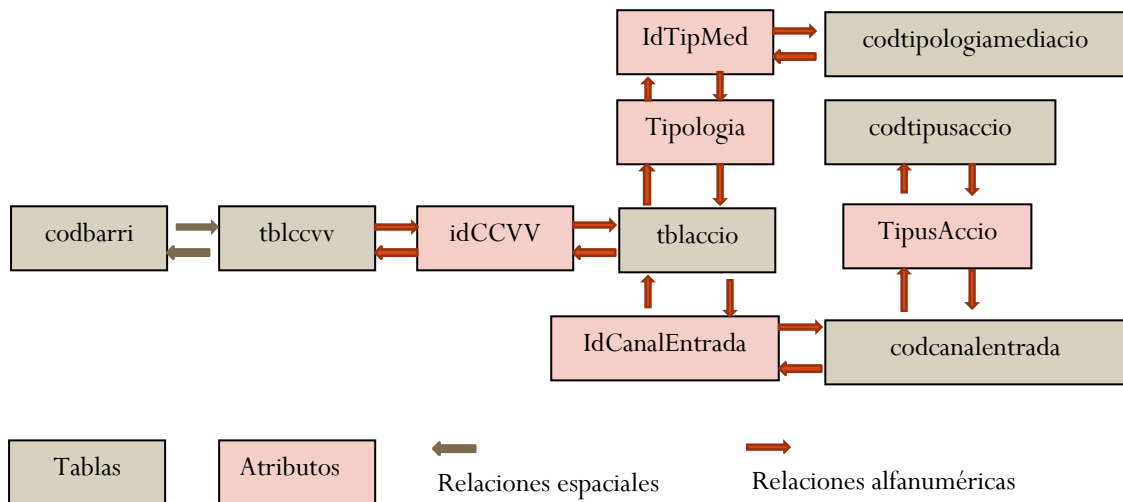 IdTipMed
codtipologiamediacio
Tipologia
codtipusaccio
codbarri
tblccvv
idCCVV
tblaccio
TipusAccio
IdCanalEntrada
codcanalentrada
Tablas
Atributos
Relaciones espaciales
Relaciones alfanuméricas